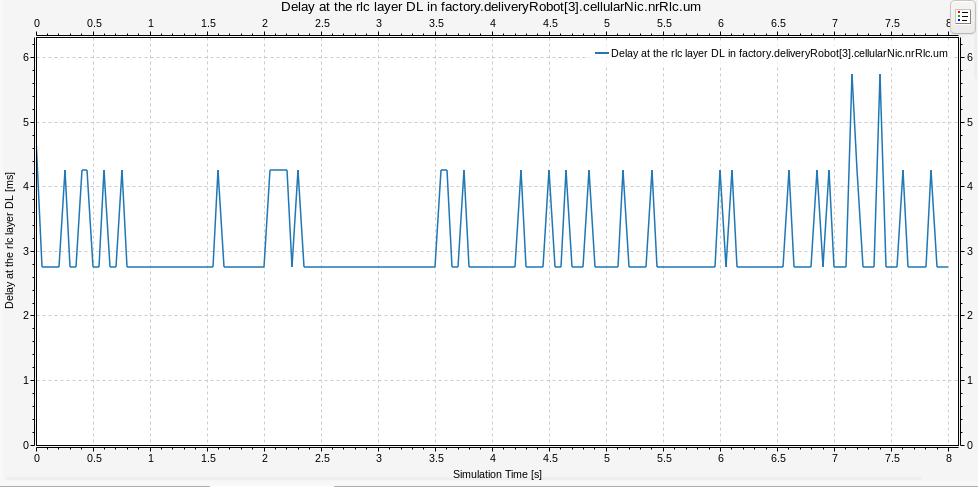 Delay at the rlc layer DL in factory.deliveryRobot[3].cellularNic.nrRlc.um
0 0.5 1 1.5 2 2.5 3 3.5 4 4.5 5 5.5 6 6.5 7 7.5 8
Delay at the rlc layer DL in factory.deliveryRobot[3].cellularNic.nrRlc.um
6 6
5 5
4 4
3 3
2 2
1 1
0 0
Delay at the rlc layer DL [ms]
0 0.5 1 1.5 2 2.5 3 3.5 4 4.5 5 5.5 6 6.5 7 7.5 8
Simulation Time [s]